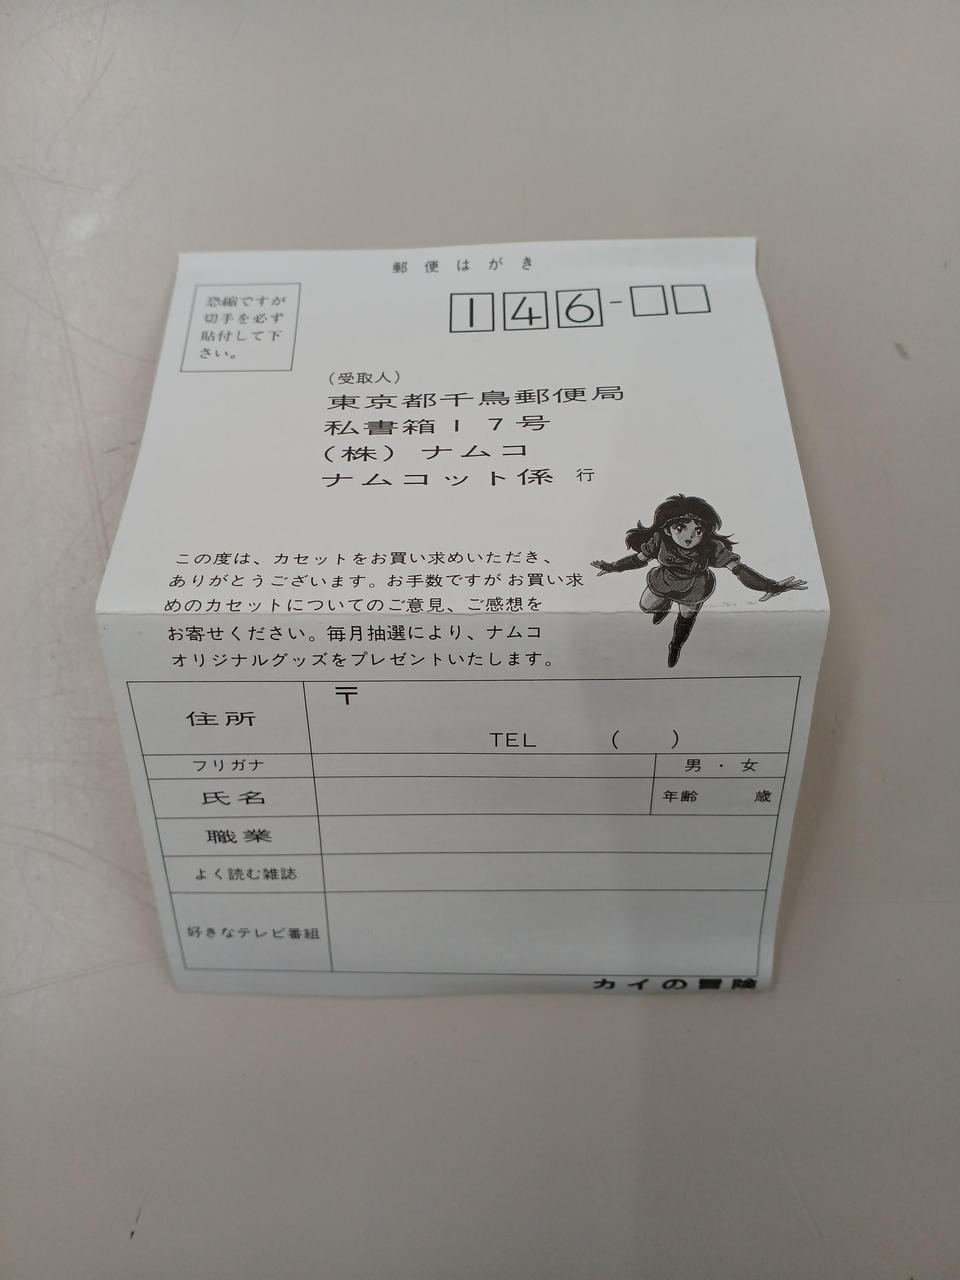 郵便はがき
恐縮ですが
切手を必ず
貼付して下
さい。
146-□□
（受取人）
東京都千鳥郵便局
私書箱17号
（株）ナムコ
ナムコット係 行
この度は、カセットをお買い求めいただき、
ありがとうございます。お手数ですがお買い求
めのカセットについてのご意見、ご感想を
お寄せください。毎月抽選により、ナムコ
オリジナルグッズをプレゼントいたします。
住所
〒
TEL （ ）
フリガナ
男・女
氏名
年齢 歳
職業
よく読む雑誌
好きなテレビ番組
カイの冒険